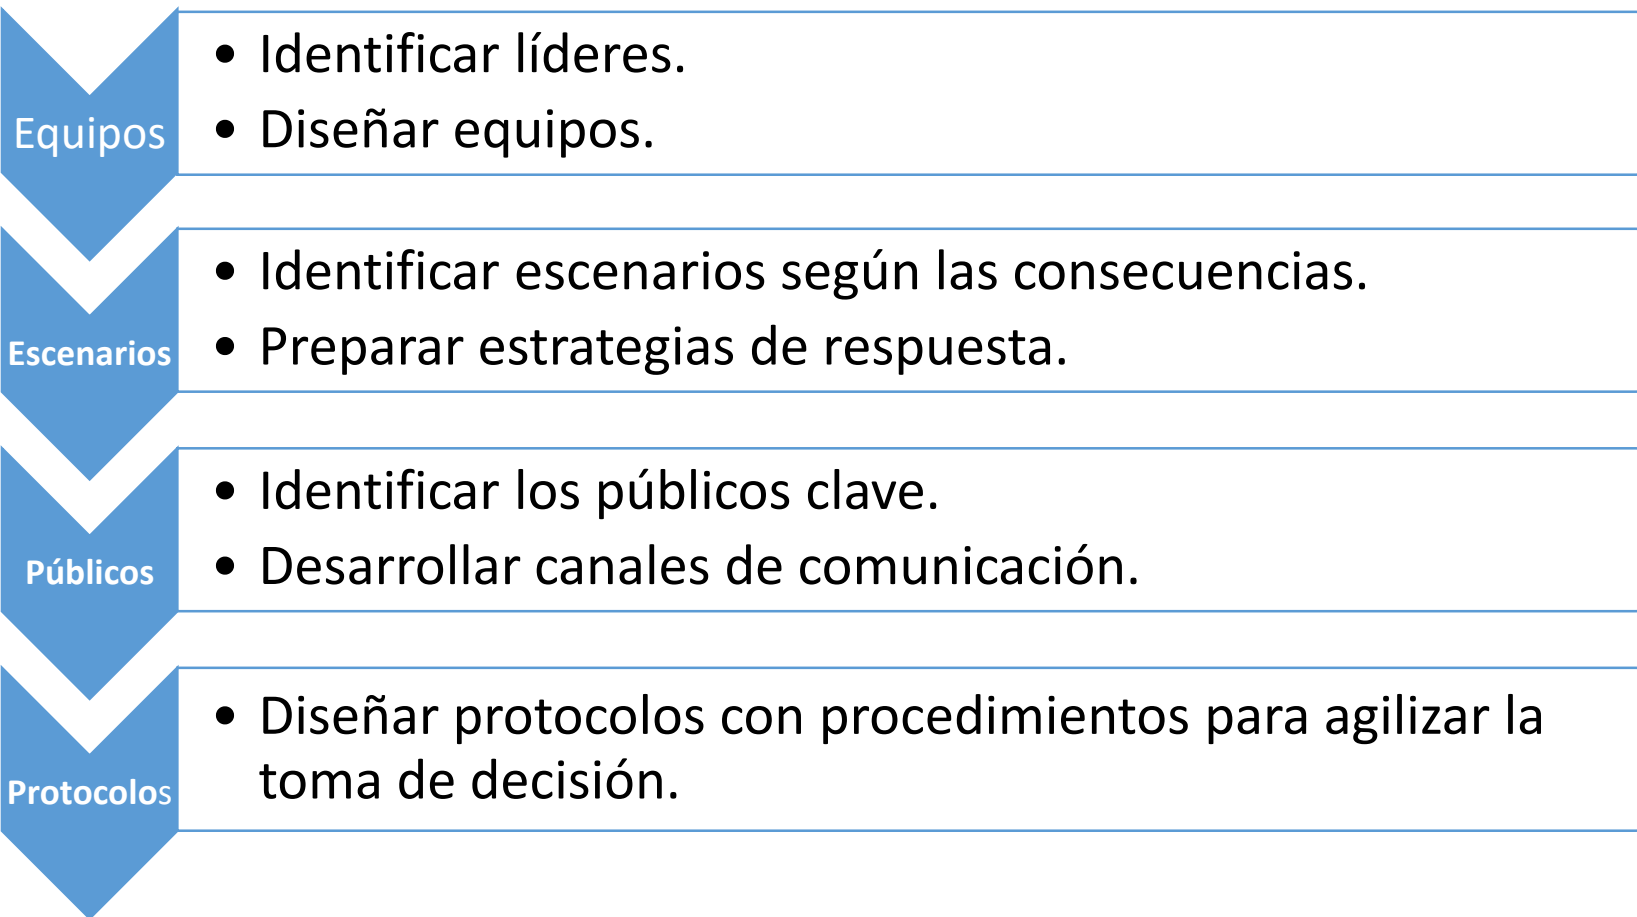 Equipos
• Identificar líderes.
• Diseñar equipos.
Escenarios
• Identificar escenarios según las consecuencias.
• Preparar estrategias de respuesta.
Públicos
• Identificar los públicos clave.
• Desarrollar canales de comunicación.
Protocolos
• Diseñar protocolos con procedimientos para agilizar la
toma de decisión.